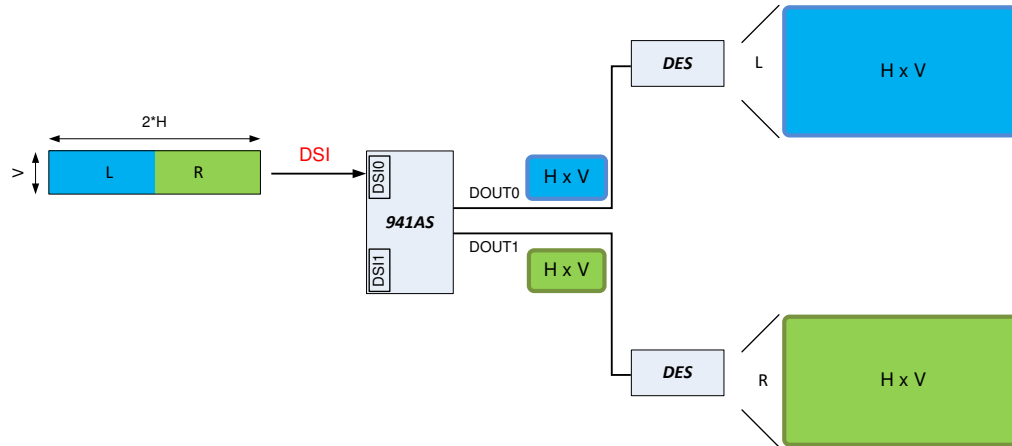 DES
L
H x V
2*H
V
L
R
DSI
DSI0
941AS
DSI1
DOUT0
H x V
DOUT1
H x V
DES
R
H x V